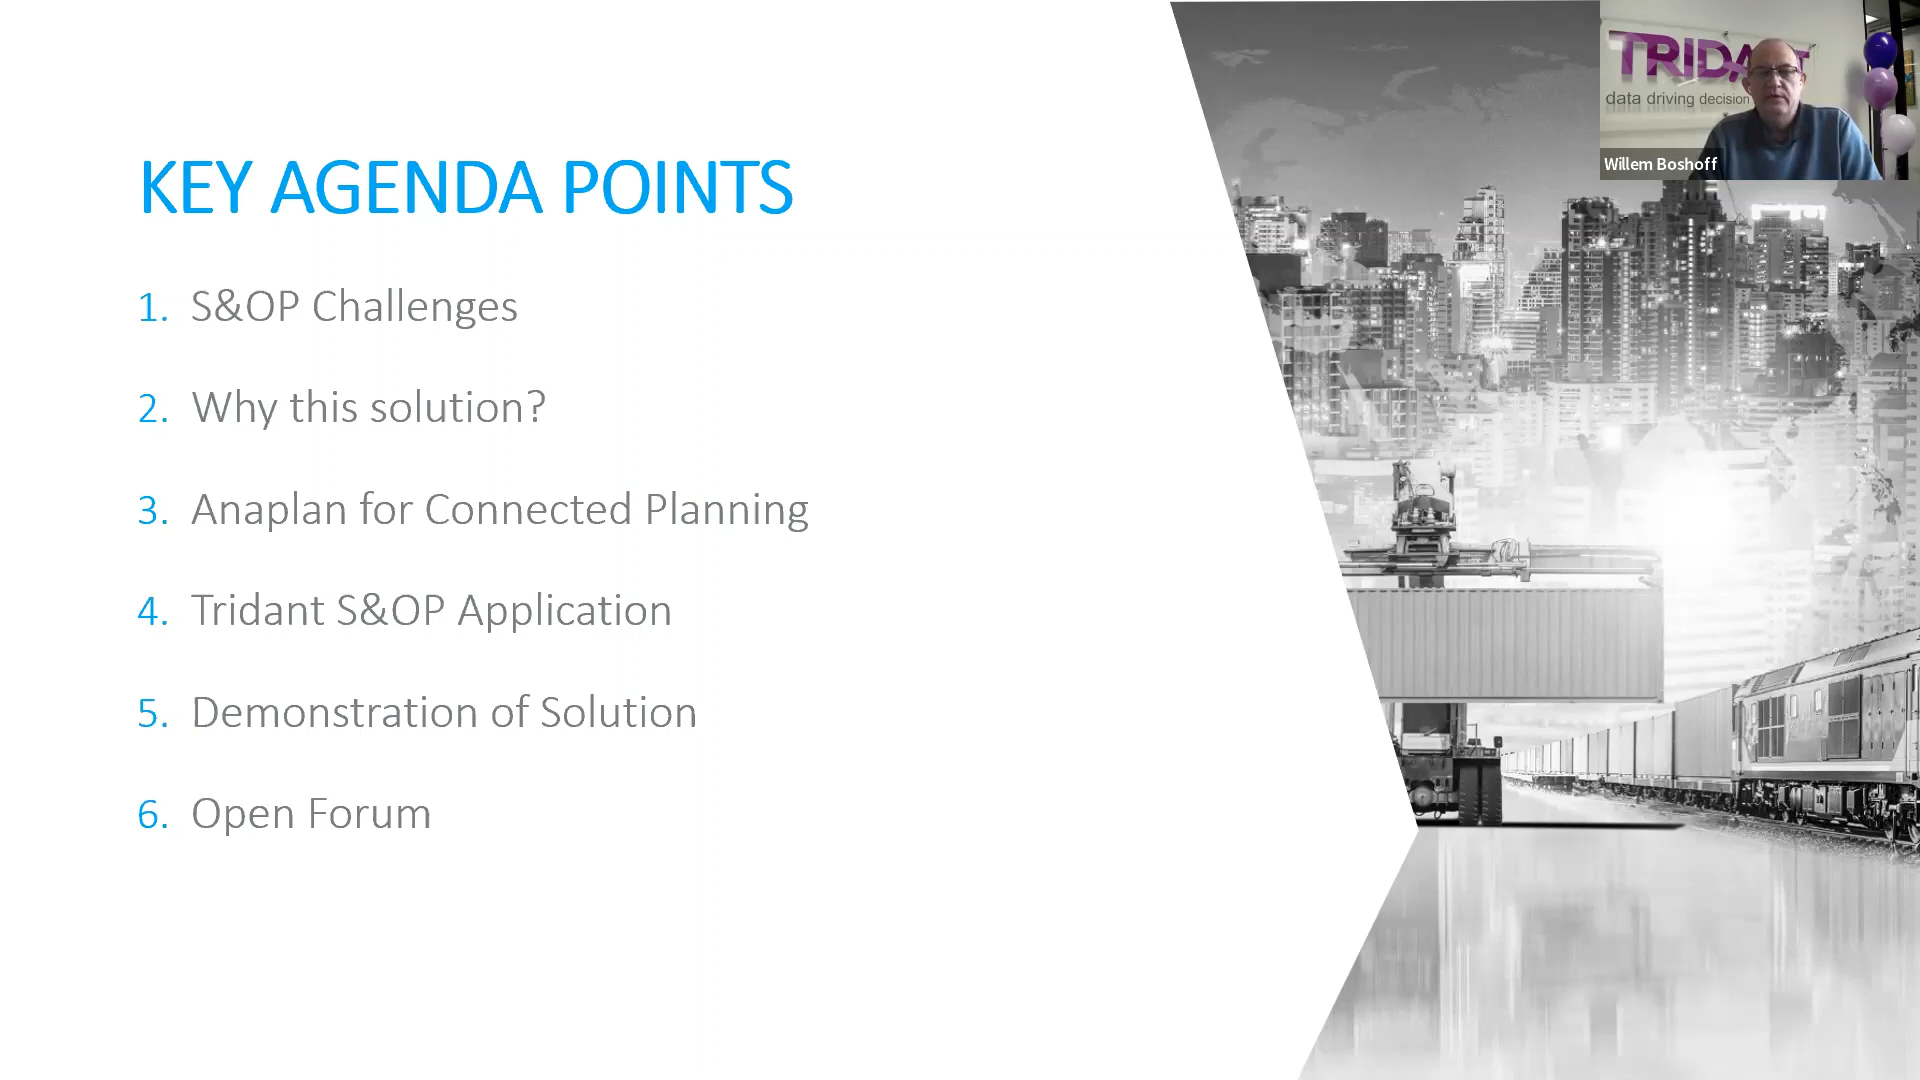 KEY AGENDA POINTS
1. S&OP Challenges
2. Why this solution?
3. Anaplan for Connected Planning
4. Tridant S&OP Application
5. Demonstration of Solution
6. Open Forum
data driving decision
Willem Boshoff